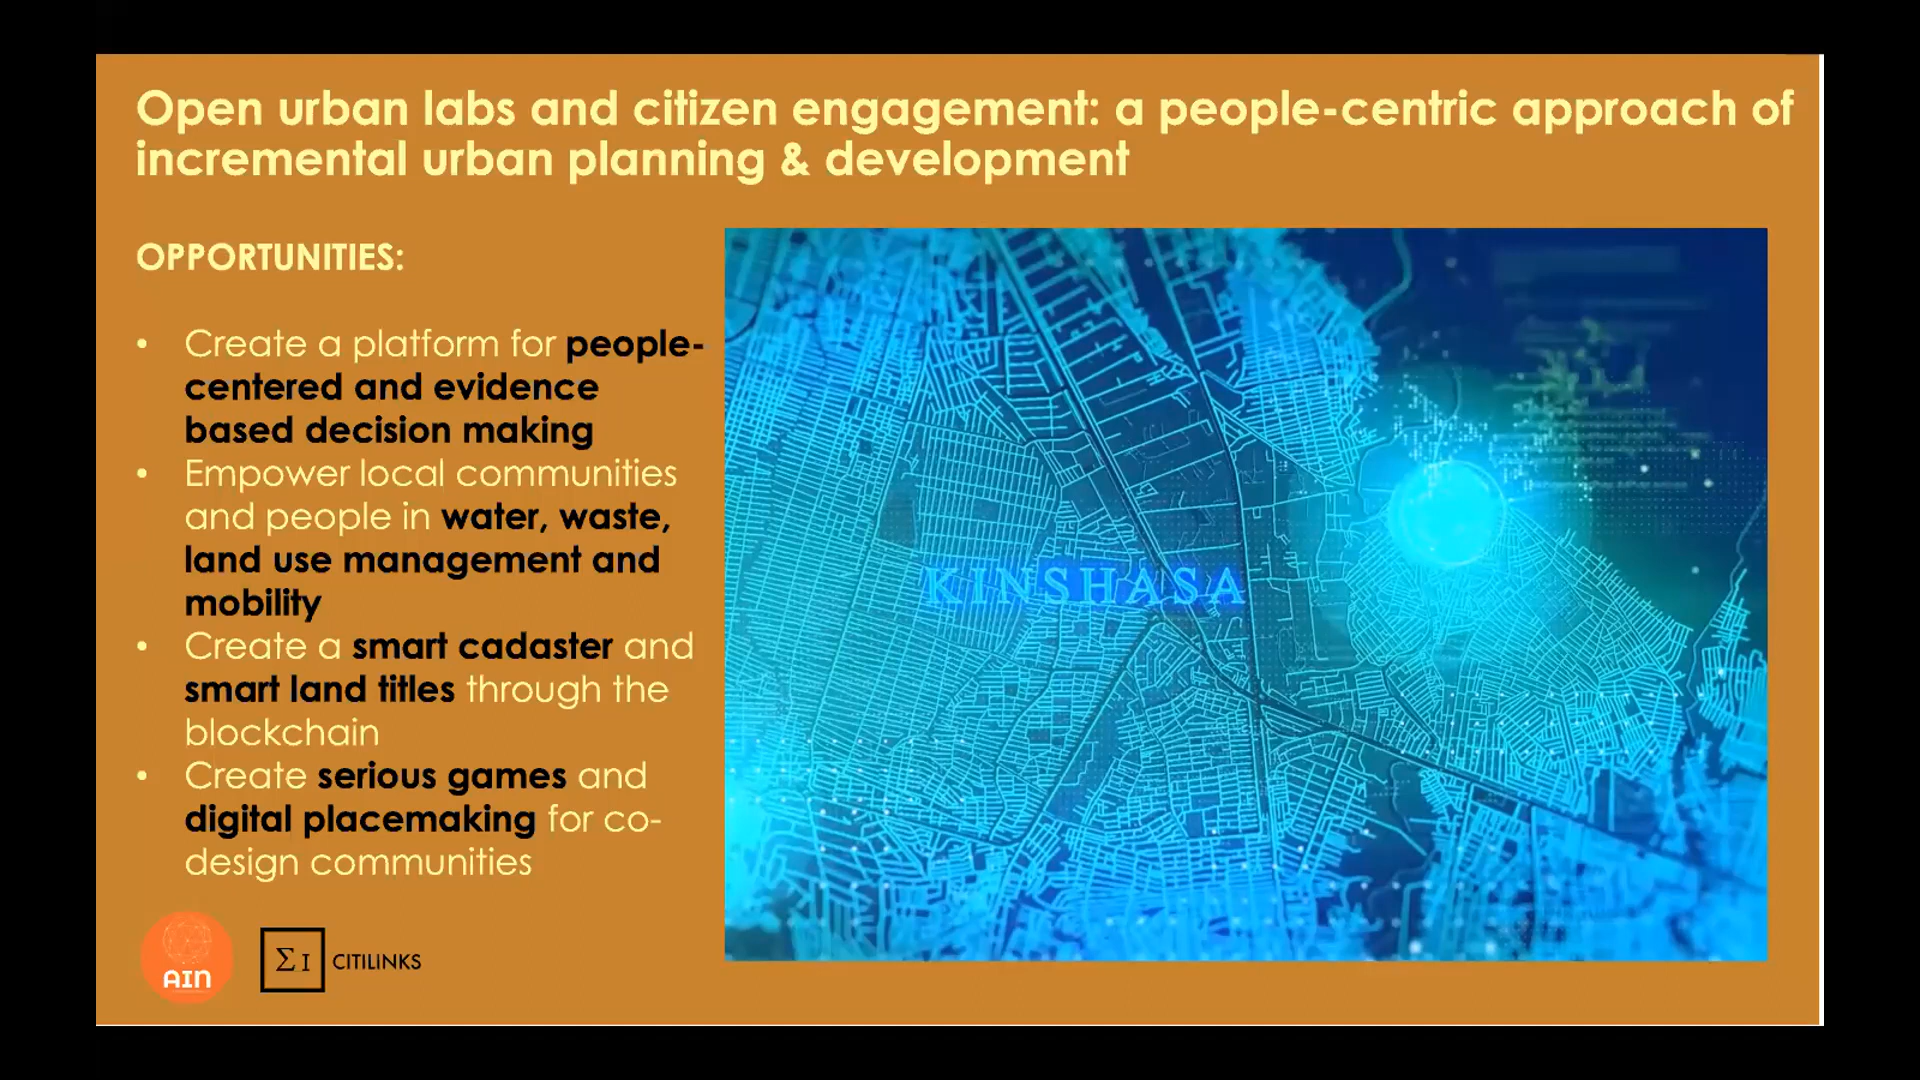 Open urban labs and citizen engagement: a people-centric approach of
incremental urban planning & development
OPPORTUNITIES:
• Create a platform for people-
centered and evidence
based decision making
• Empower local communities
and people in water, waste,
land use management and
mobility
• Create a smart cadaster and
smart land titles through the
blockchain
• Create serious games and
digital placemaking for co-
design communities
KINSHASA
AIN
ΣI CITILINKS